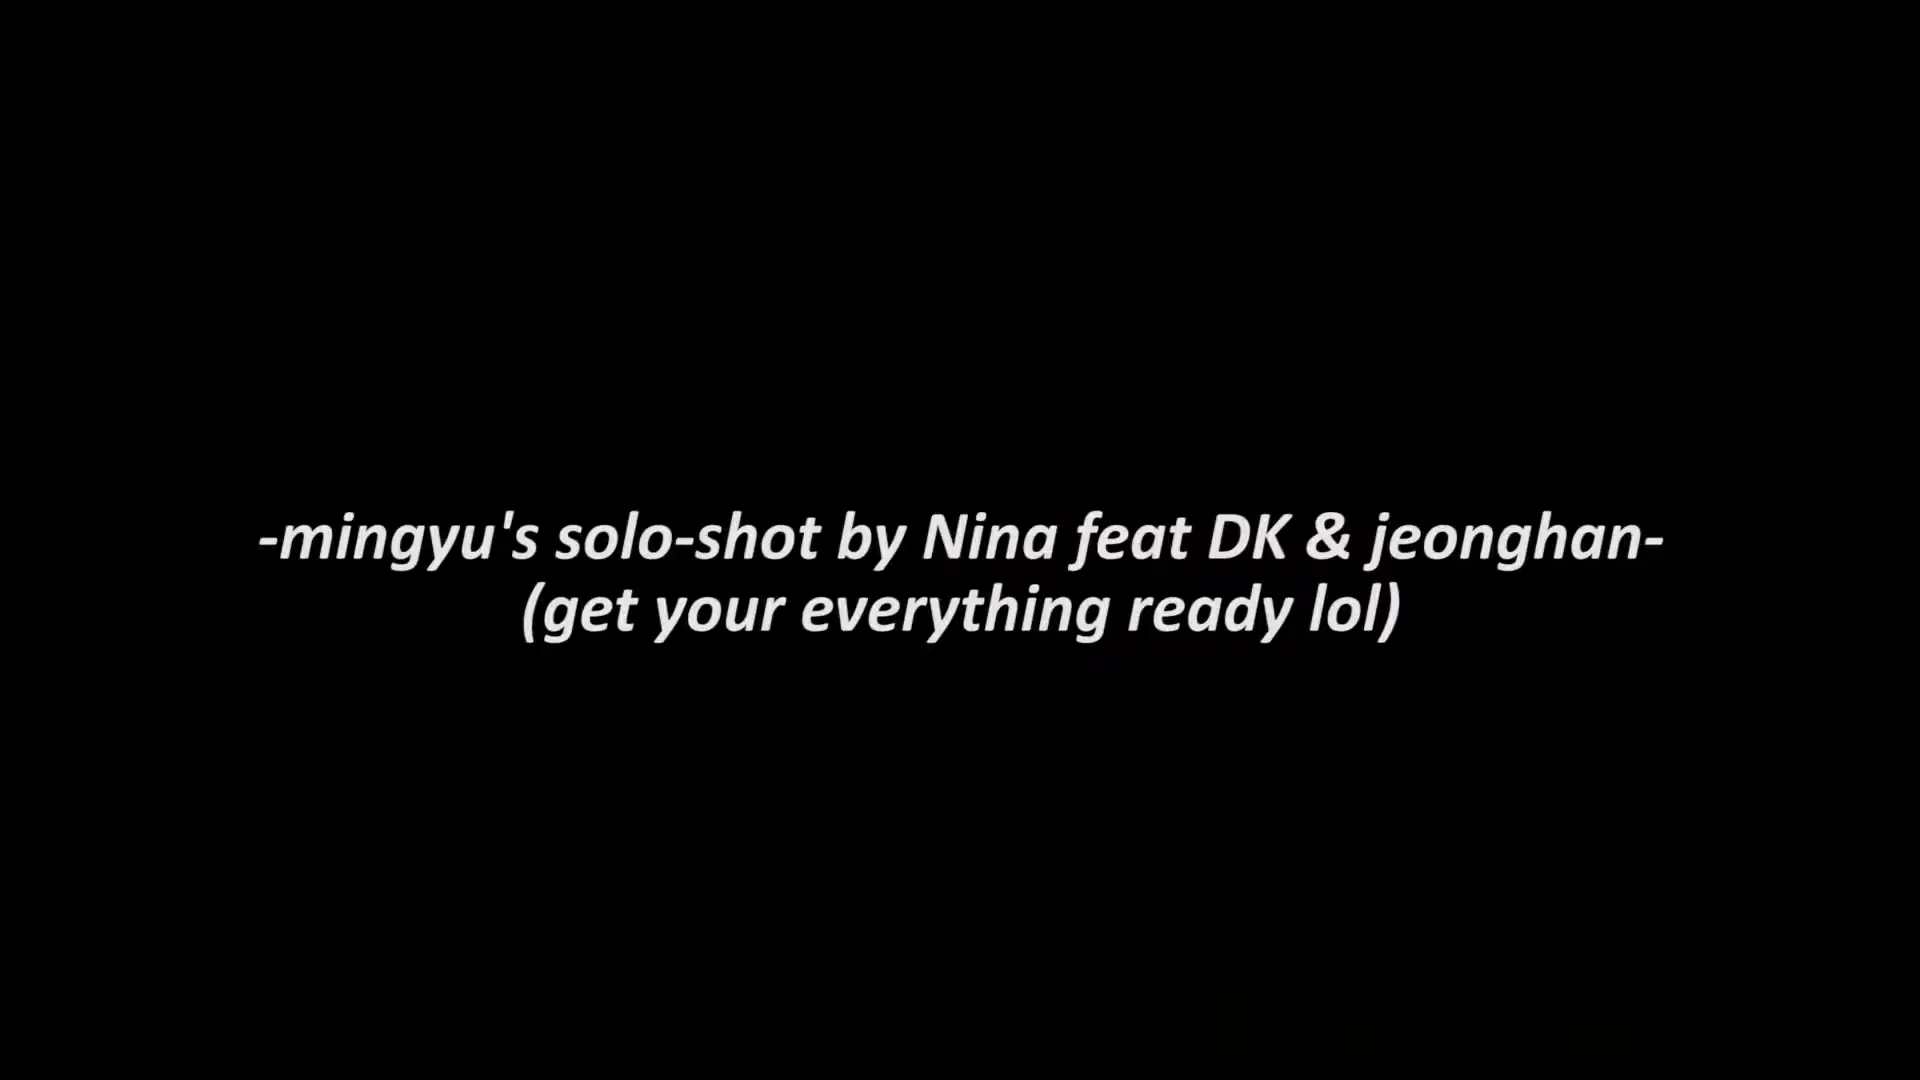 -mingyu's solo-shot by Nina feat DK & jeonghan-
(get your everything ready lol)